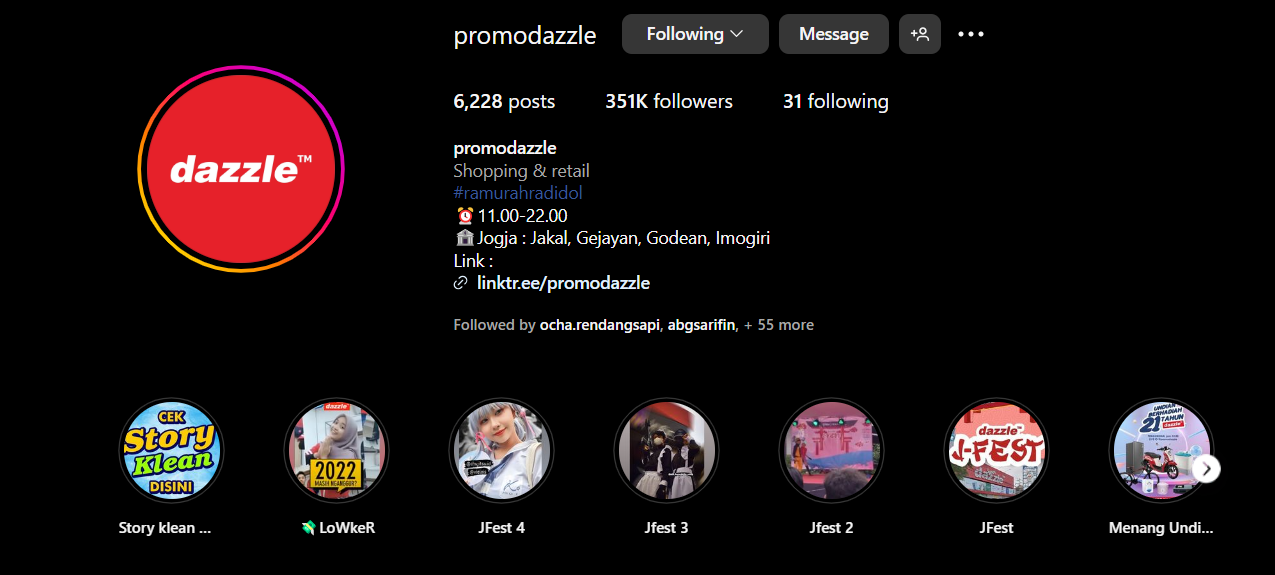 promodazzle
Following
Message
6,228 posts
351K followers
31 following
dazzle™
promodazzle
Shopping & retail
#ramurahradidol
⏰11.00-22.00
🏛️Jogja : Jakal, Gejayan, Godean, Imogiri
Link :
linktr.ee/promodazzle
Followed by ocha.rendangsapi, abgsarifin, + 55 more
CEK
Story
Klean
DISINI
dazzle
2022
MASIH NGANGGUR?
dazzle
J-FEST
dazzle
UNDIAN BERHADIAH
21 TAHUN
dazzle
Story klean ...
💸 LoWkeR
JFest 4
Jfest 3
Jfest 2
JFest
Menang Undi...